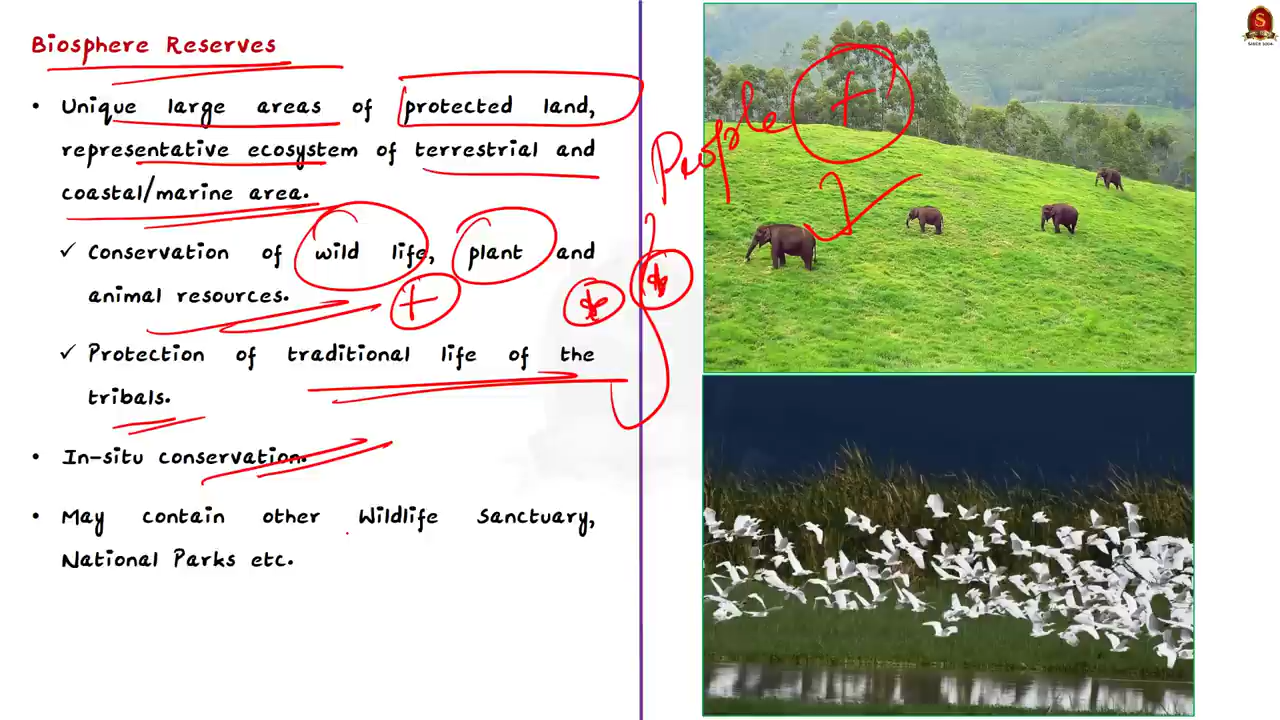 Biosphere Reserves
• Unique large areas of protected land,
representative ecosystem of terrestrial and
coastal/marine area.
✓ Conservation of wild life, plant and
animal resources.
✓ Protection of traditional life of the
tribals.
• In-situ conservation.
• May contain other Wildlife Sanctuary,
National Parks etc.
People +
SINCE 2004